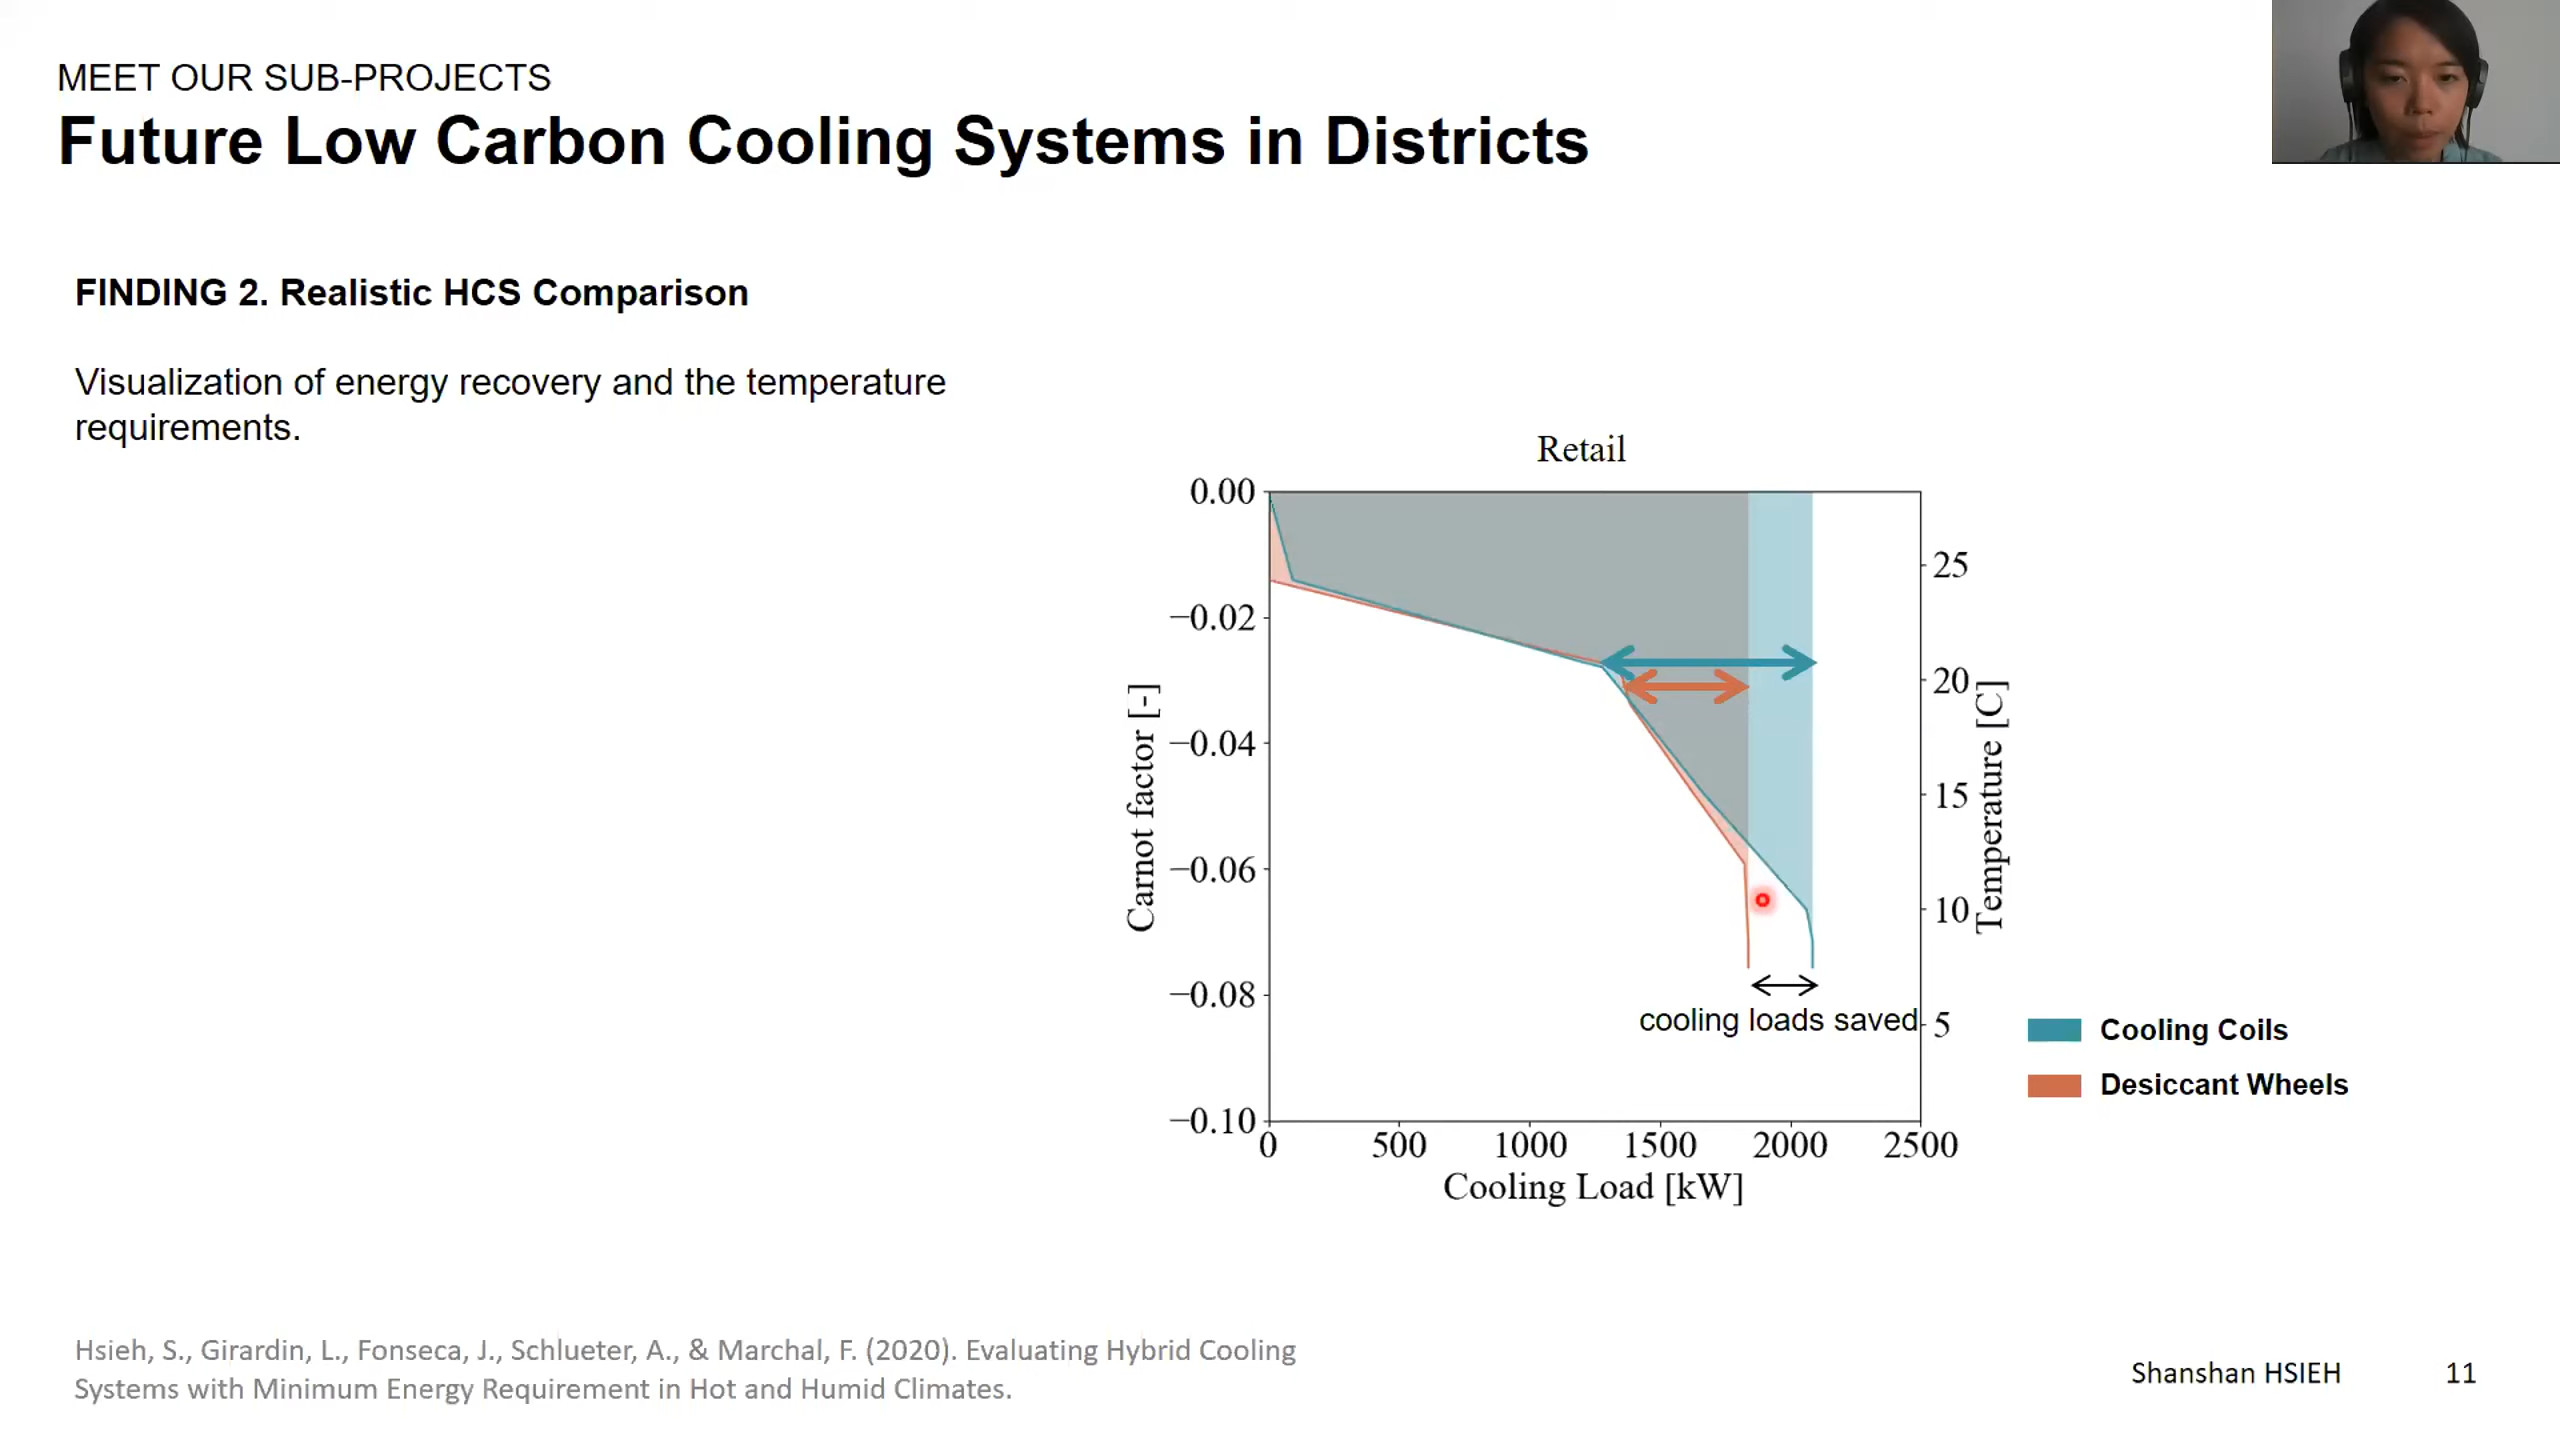 MEET OUR SUB-PROJECTS
Future Low Carbon Cooling Systems in Districts
FINDING 2. Realistic HCS Comparison
Visualization of energy recovery and the temperature
requirements.
Retail
0.00
−0.02
−0.04
−0.06
−0.08
−0.10
Carnot factor [-]
25
20
15
10
5
Temperature [C]
cooling loads saved
0 500 1000 1500 2000 2500
Cooling Load [kW]
Cooling Coils
Desiccant Wheels
Hsieh, S., Girardin, L., Fonseca, J., Schlueter, A., & Marchal, F. (2020). Evaluating Hybrid Cooling
Systems with Minimum Energy Requirement in Hot and Humid Climates.
Shanshan HSIEH 11